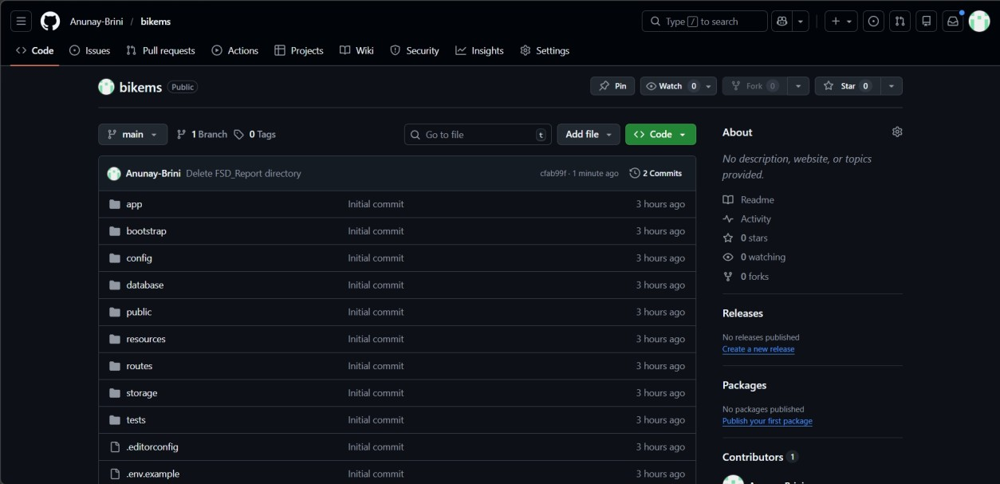 Anunay-Brini / bikems
Type / to search
Code Issues Pull requests Actions Projects Wiki Security Insights Settings
bikems Public
Pin Watch 0 Fork 0 Star 0
main 1 Branch 0 Tags
Go to file t Add file Code
Anunay-Brini Delete FSD_Report directory cfab99f · 1 minute ago 2 Commits
app Initial commit 3 hours ago
bootstrap Initial commit 3 hours ago
config Initial commit 3 hours ago
database Initial commit 3 hours ago
public Initial commit 3 hours ago
resources Initial commit 3 hours ago
routes Initial commit 3 hours ago
storage Initial commit 3 hours ago
tests Initial commit 3 hours ago
.editorconfig Initial commit 3 hours ago
.env.example Initial commit 3 hours ago
About
No description, website, or topics
provided.
Readme
Activity
0 stars
0 watching
0 forks
Releases
No releases published
Create a new release
Packages
No packages published
Publish your first package
Contributors 1